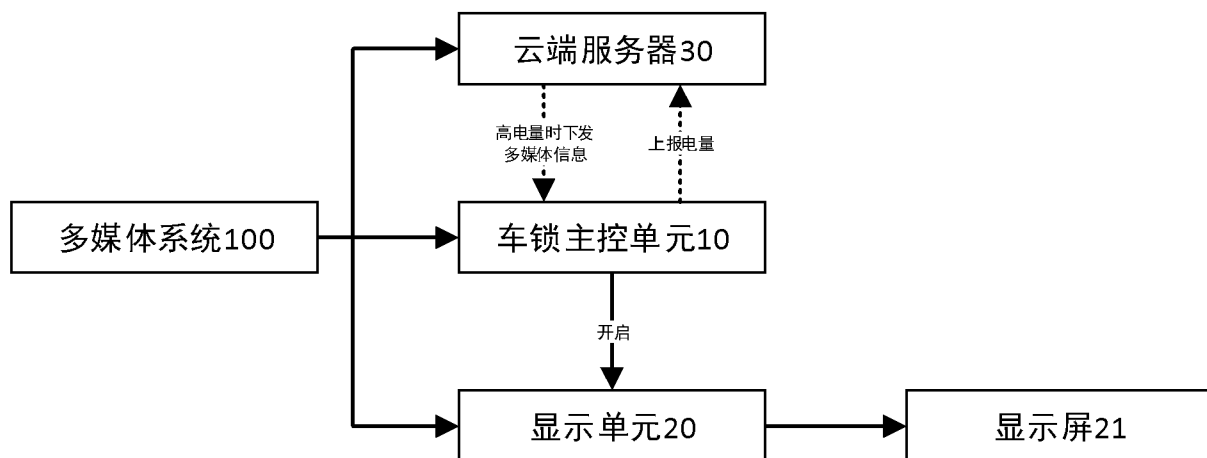 云端服务器30
高电量时下发
多媒体信息
上报电量
多媒体系统100
车锁主控单元10
开启
显示单元20
显示屏21